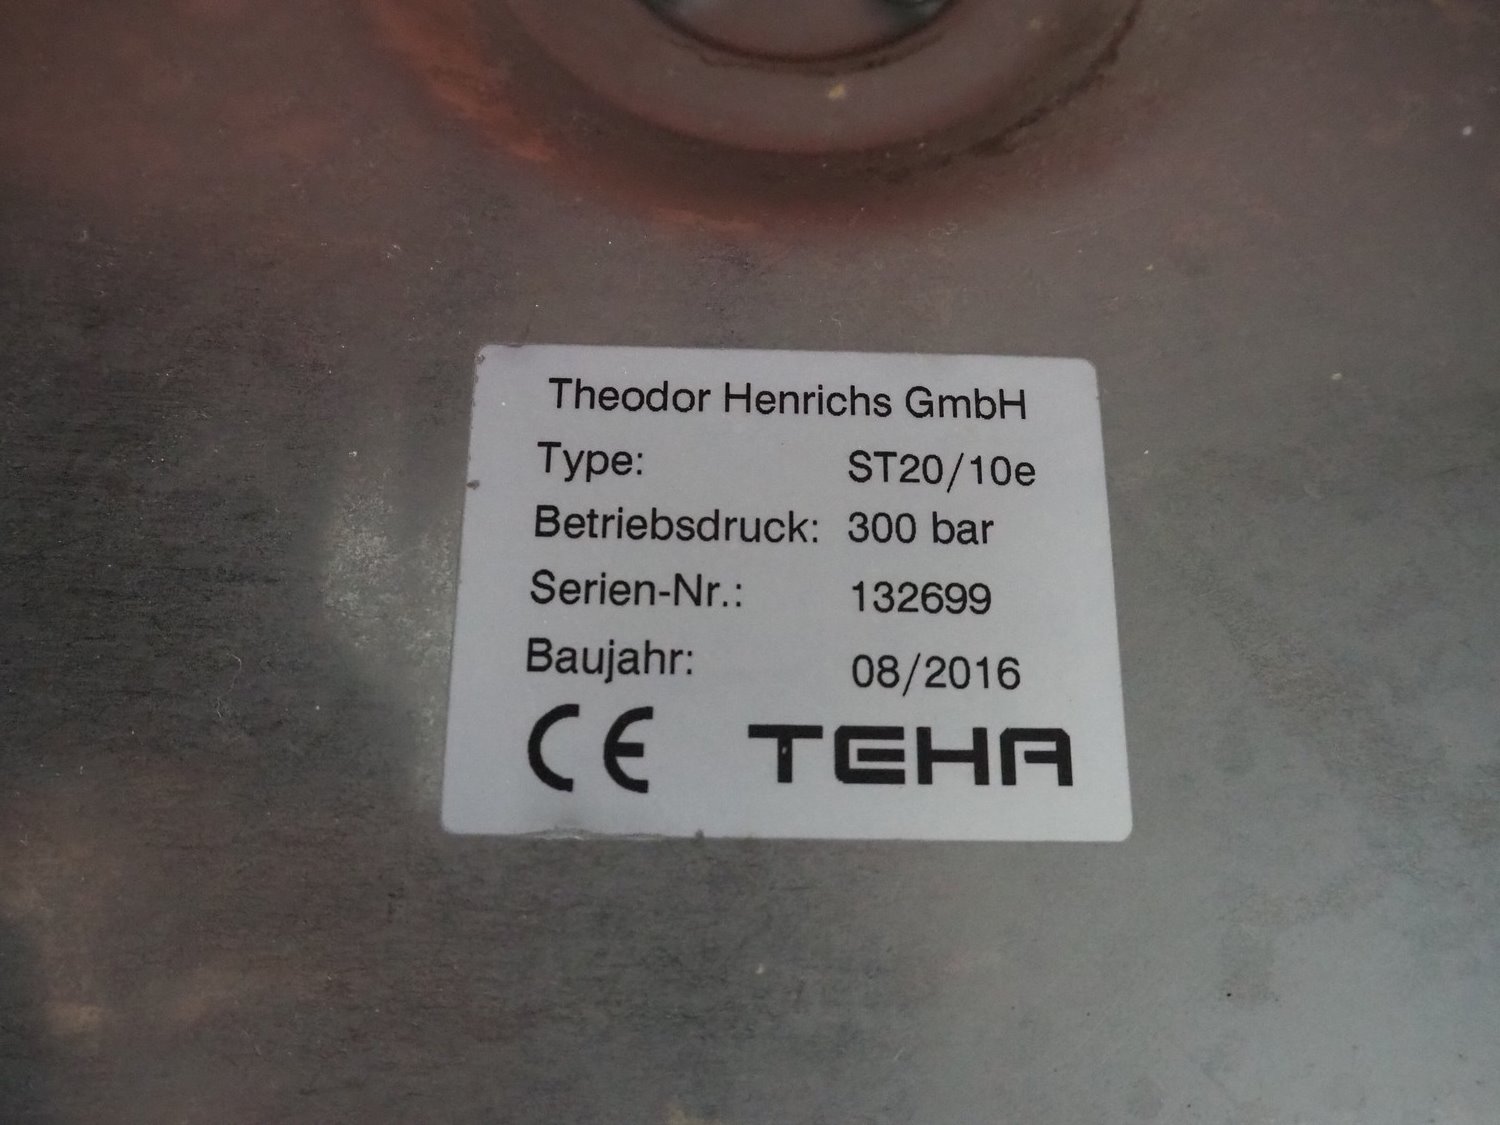 Theodor Henrichs GmbH
Type: ST20/10e
Betriebsdruck: 300 bar
Serien-Nr.: 132699
Baujahr: 08/2016
CE TEHA